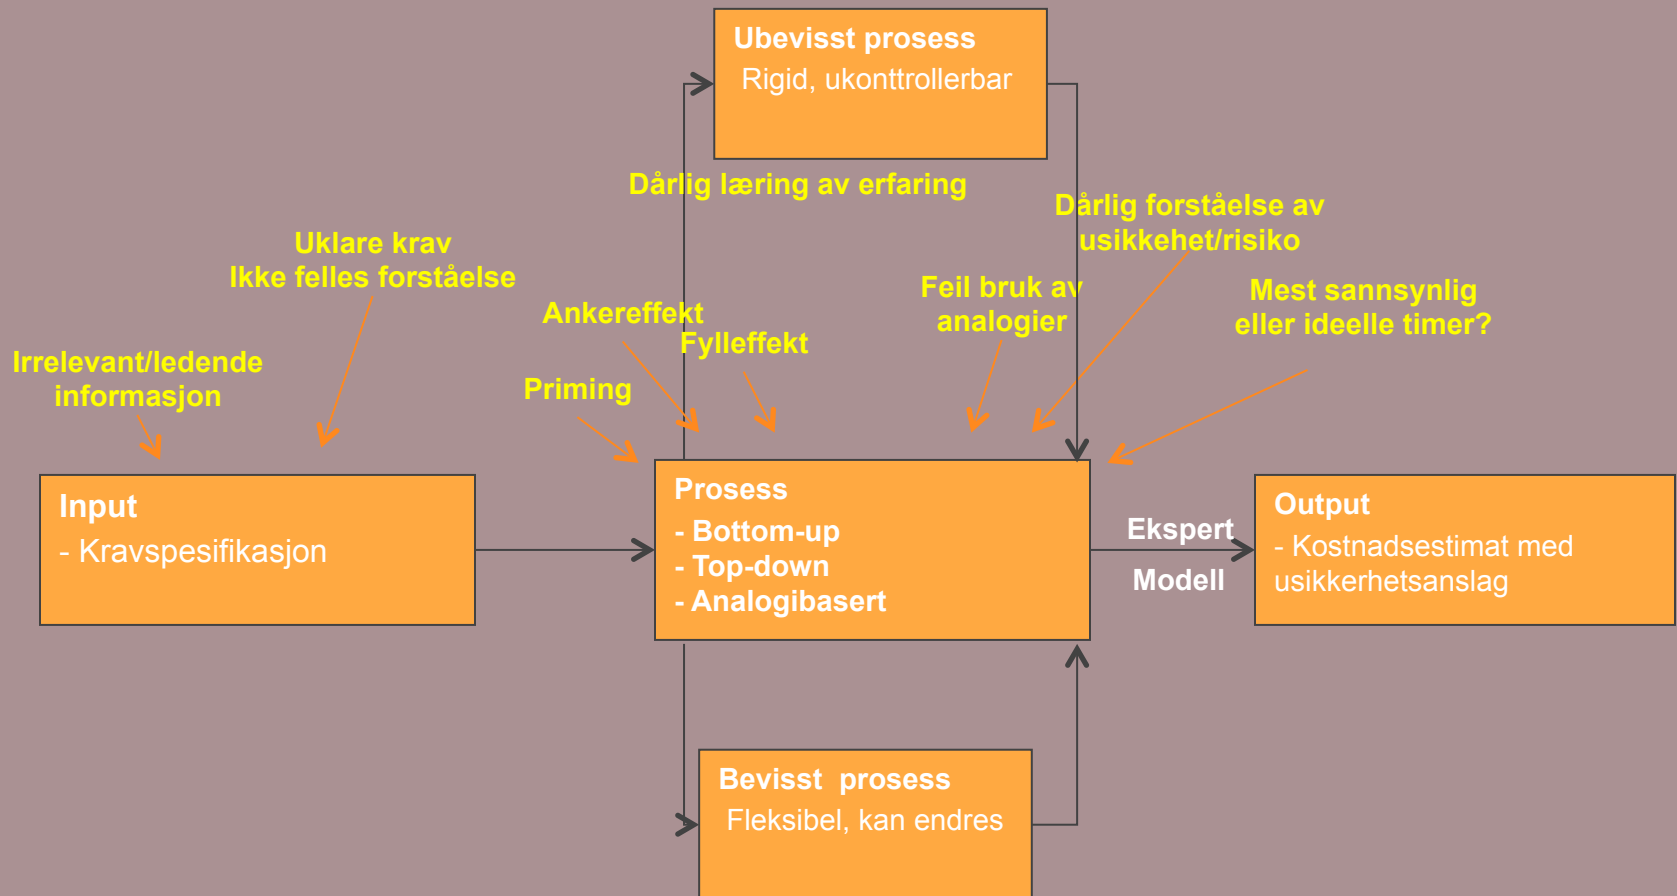 Ubevisst prosess
Rigid, ukonttrollerbar
Dårlig læring av erfaring
Dårlig forståelse av
usikkehet/risiko
Uklare krav
Ikke felles forståelse
Feil bruk av
analogier
Mest sannsynlig
eller ideelle timer?
Ankereffekt
Fylleffekt
Irrelevant/ledende
informasjon
Priming
Input
- Kravspesifikasjon
Prosess
- Bottom-up
- Top-down
- Analogibasert
Ekspert
Modell
Output
- Kostnadsestimat med
usikkerhetsanslag
Bevisst  prosess
Fleksibel, kan endres